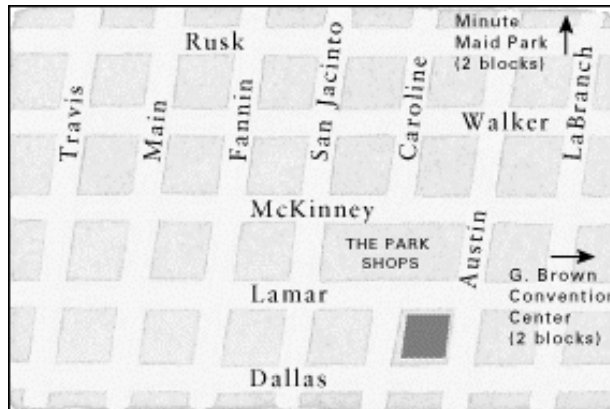 Minute
Maid Park
(2 blocks)
Rusk
Travis
Main
Fannin
San Jacinto
Caroline
Walker
LaBranch
McKinney
THE PARK
SHOPS
Austin
Lamar
G. Brown
Convention
Center
(2 blocks)
Dallas